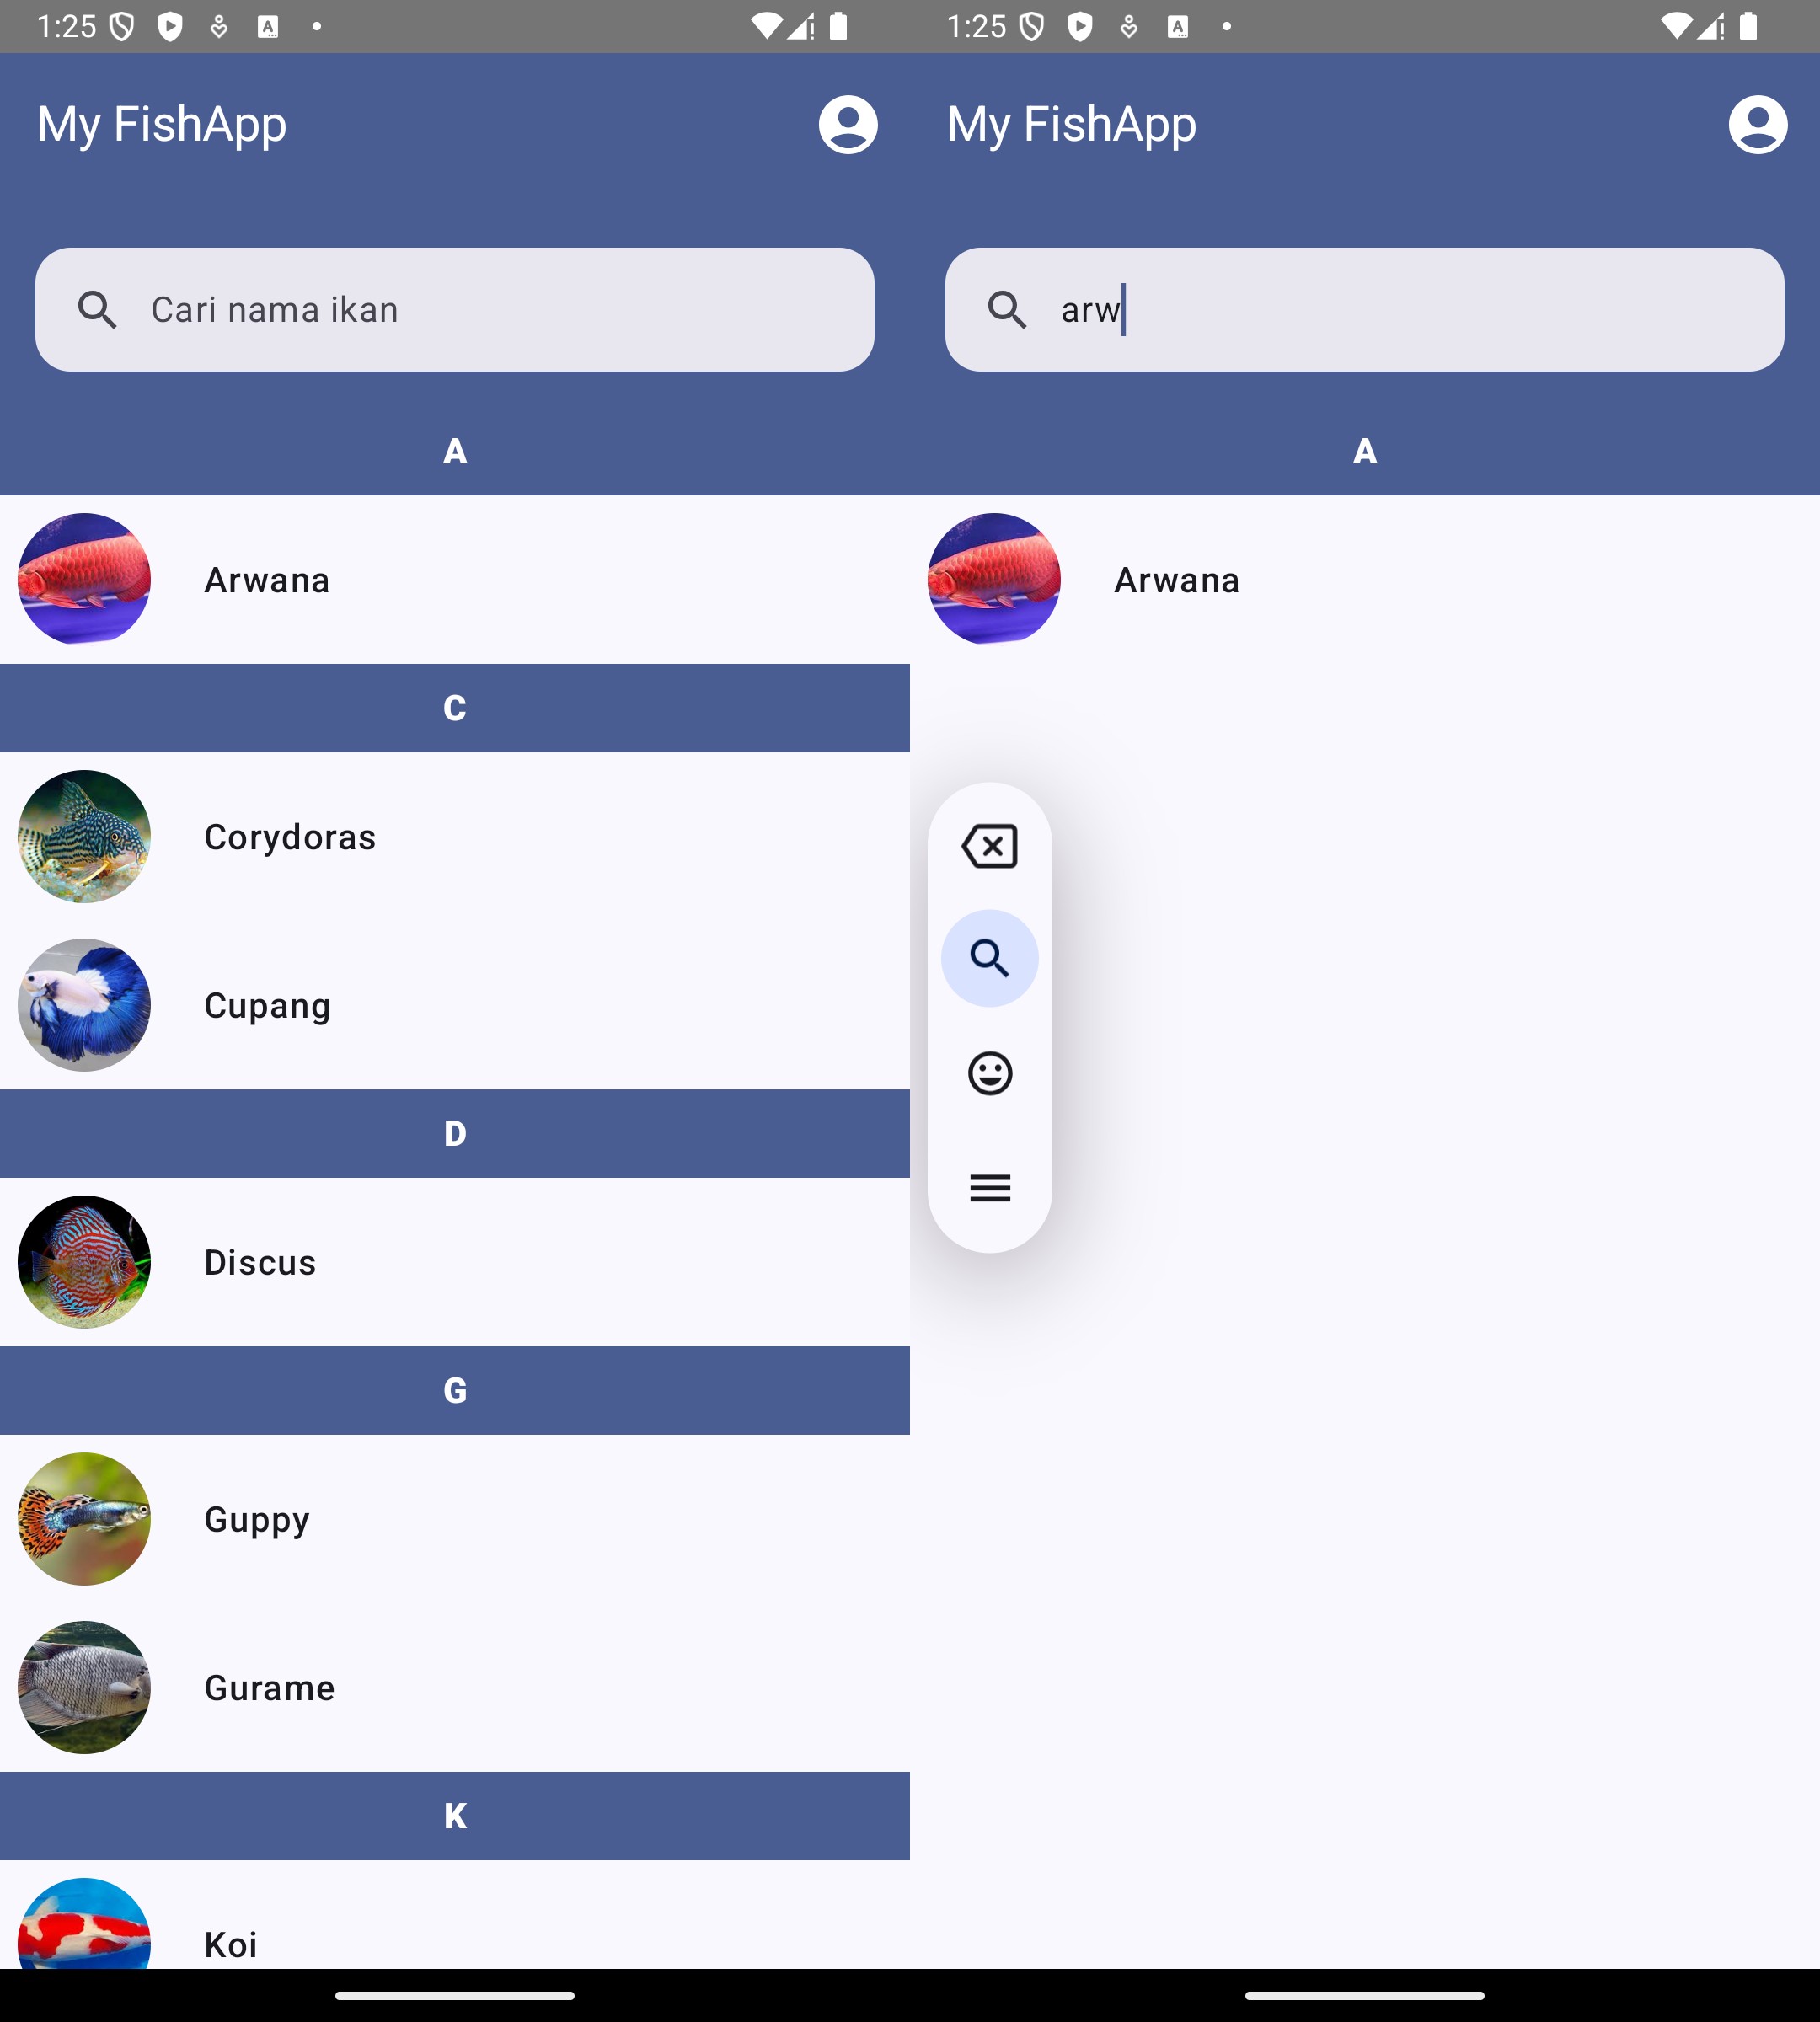 1:25
My FishApp
Cari nama ikan
A
Arwana
C
Corydoras
Cupang
D
Discus
G
Guppy
Gurame
K
Koi
1:25
My FishApp
arw
A
Arwana